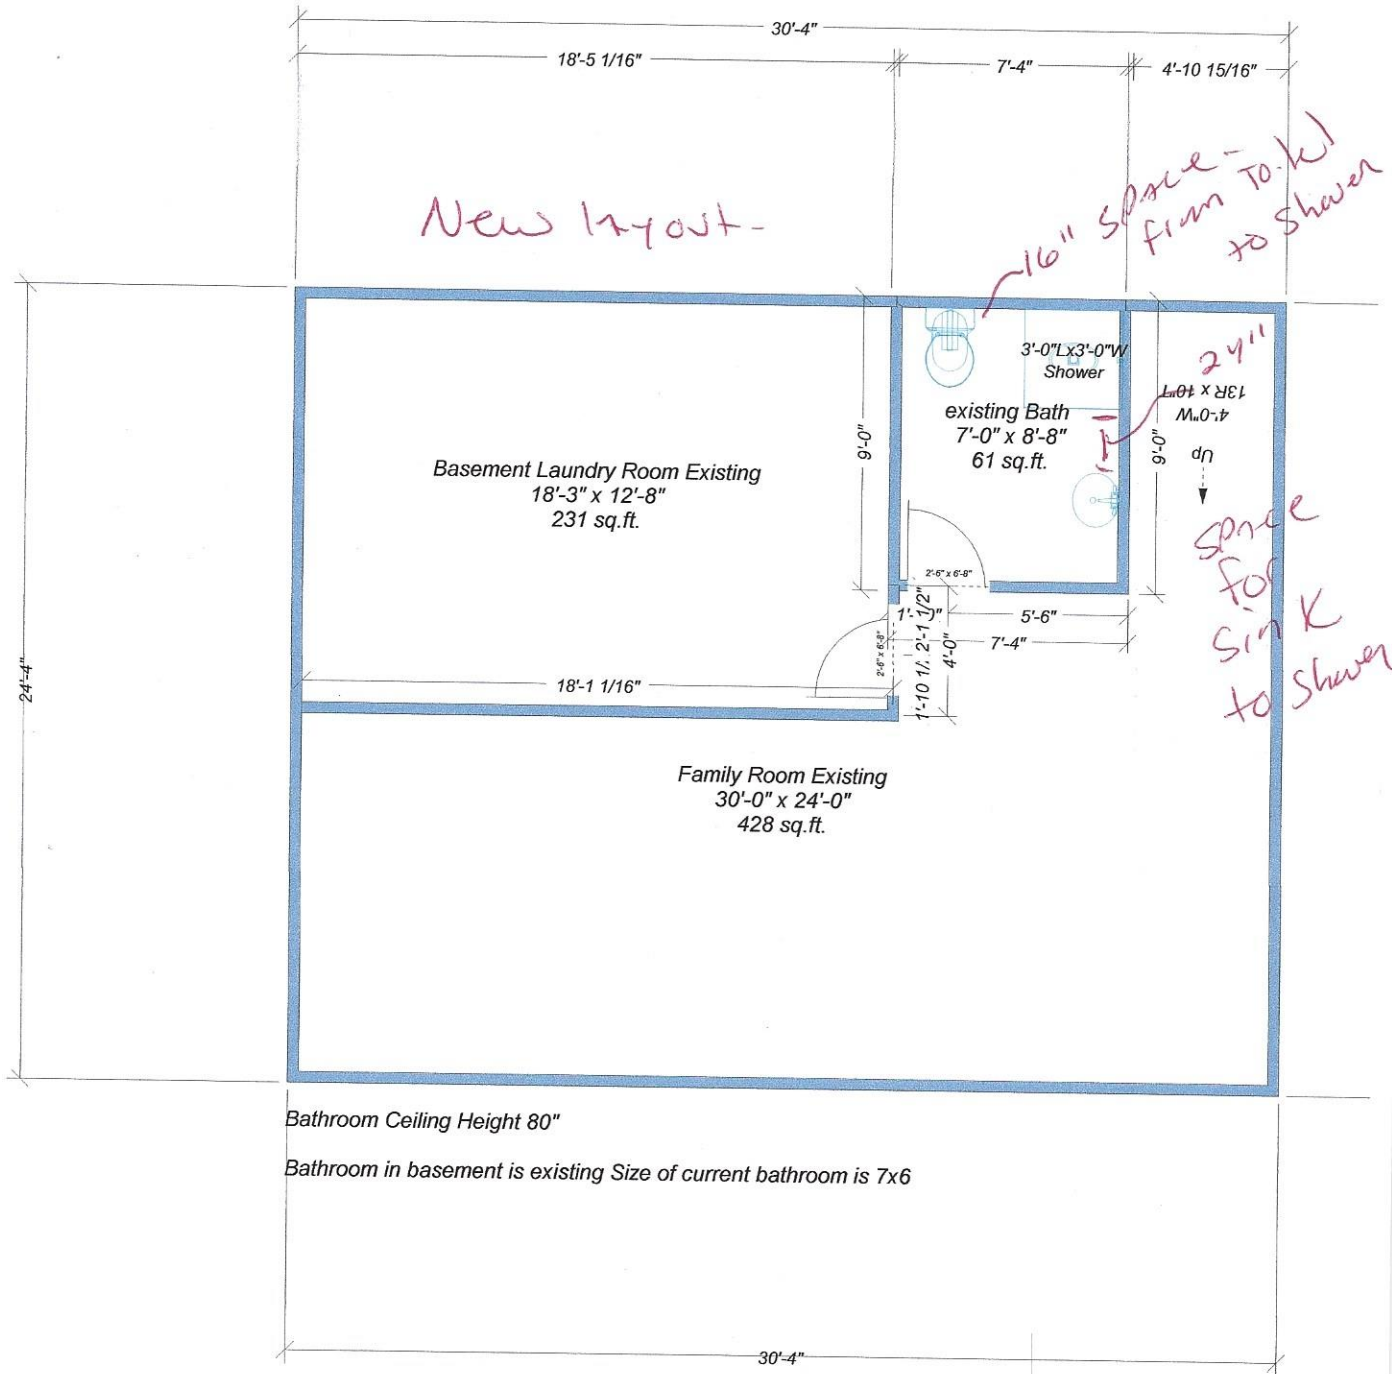 30'-4"
18'-5 1/16"
7'-4"
4'-10 15/16"
New layout-
16" space-
from
to shower
24'-4"
9'-0"
3'-0"Lx3'-0"W
Shower
existing Bath
7'-0" x 8'-8"
61 sq.ft.
24"
13R x 10"T
4'-0"W
Up
9'-0"
Basement Laundry Room Existing
18'-3" x 12'-8"
231 sq.ft.
space
for
sink
to shower
2'-6" x 6'-8"
5'-6"
7'-4"
2'-6" x 6'-8"
2'-1 1/2"
4'-0"
18'-1 1/16"
Family Room Existing
30'-0" x 24'-0"
428 sq.ft.
Bathroom Ceiling Height 80"
Bathroom in basement is existing Size of current bathroom is 7x6
30'-4"